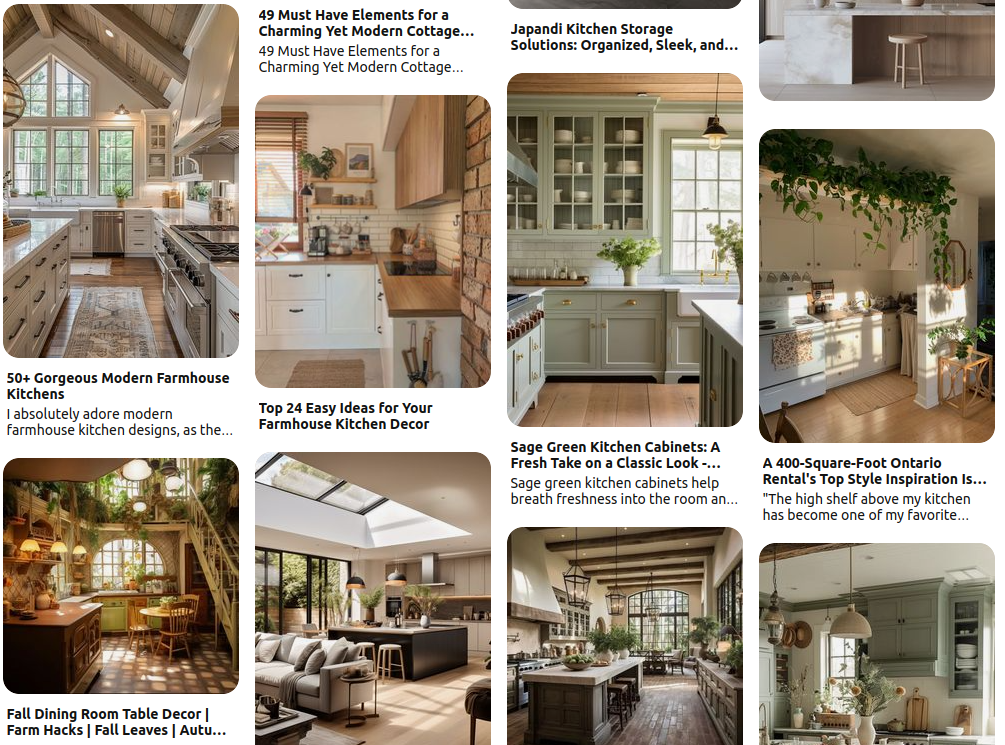 49 Must Have Elements for a
Charming Yet Modern Cottage...
49 Must Have Elements for a
Charming Yet Modern Cottage...
Japandi Kitchen Storage
Solutions: Organized, Sleek, and...
50+ Gorgeous Modern Farmhouse
Kitchens
I absolutely adore modern
farmhouse kitchen designs, as the...
Top 24 Easy Ideas for Your
Farmhouse Kitchen Decor
Sage Green Kitchen Cabinets: A
Fresh Take on a Classic Look -...
Sage green kitchen cabinets help
breath freshness into the room an...
A 400-Square-Foot Ontario
Rental's Top Style Inspiration Is...
"The high shelf above my kitchen
has become one of my favorite...
Fall Dining Room Table Decor |
Farm Hacks | Fall Leaves | Autu...